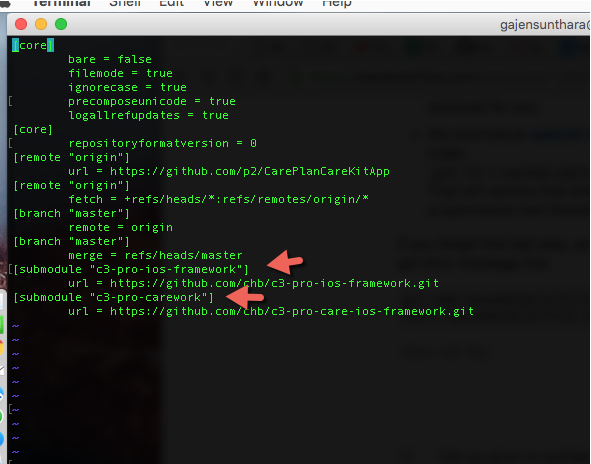 Terminal Shell Edit View Window Help
gajensunthara@
[core]
bare = false
filemode = true
ignorecase = true
precomposeunicode = true
logallrefupdates = true
[core]
repositoryformatversion = 0
[remote "origin"]
url = https://github.com/p2/CarePlanCareKitApp
[remote "origin"]
fetch = +refs/heads/*:refs/remotes/origin/*
[branch "master"]
remote = origin
[branch "master"]
merge = refs/heads/master
[submodule "c3-pro-ios-framework"]
url = https://github.com/chb/c3-pro-ios-framework.git
[submodule "c3-pro-carework"]
url = https://github.com/chb/c3-pro-care-ios-framework.git
~
~
~
~
~
~
~
~
~
~